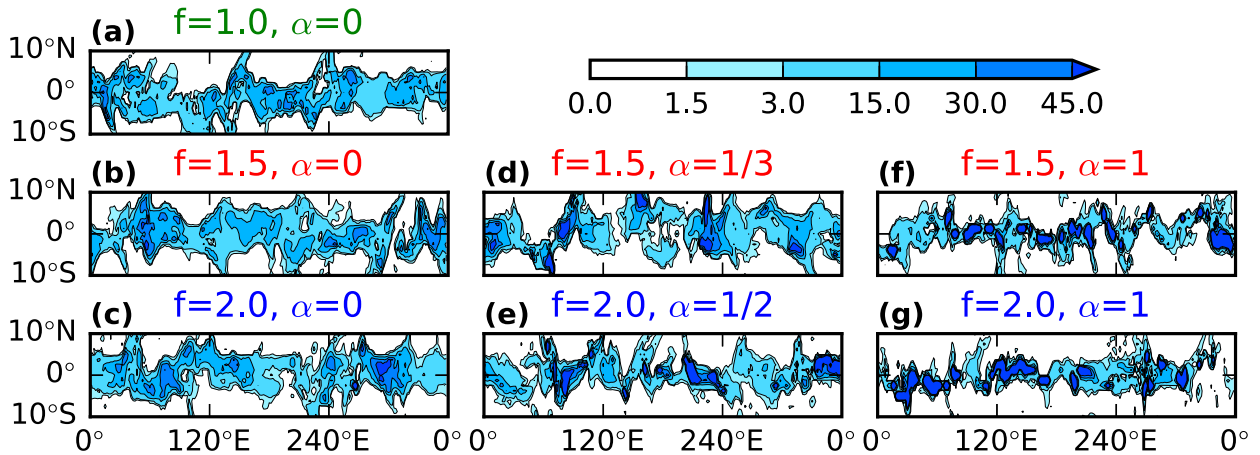 (a) f=1.0, α=0
10°N
0°
10°S
0.0 1.5 3.0 15.0 30.0 45.0
(b) f=1.5, α=0
(d) f=1.5, α=1/3
(f) f=1.5, α=1
10°N
0°
10°S
(c) f=2.0, α=0
(e) f=2.0, α=1/2
(g) f=2.0, α=1
10°N
0°
10°S
0° 120°E 240°E 0° 120°E 240°E 0° 120°E 240°E 0°